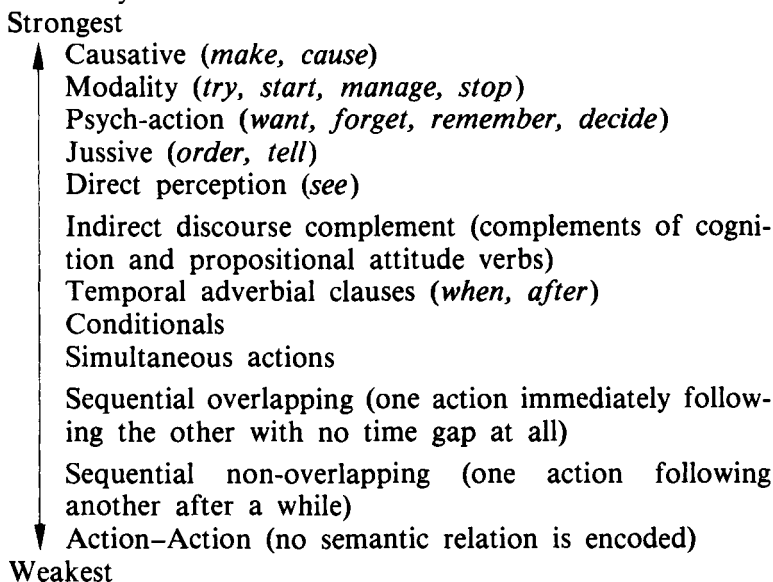 Strongest
Causative (make, cause)
Modality (try, start, manage, stop)
Psych-action (want, forget, remember, decide)
Jussive (order, tell)
Direct perception (see)
Indirect discourse complement (complements of cogni-
tion and propositional attitude verbs)
Temporal adverbial clauses (when, after)
Conditionals
Simultaneous actions
Sequential overlapping (one action immediately follow-
ing the other with no time gap at all)
Sequential non-overlapping (one action following
another after a while)
Action–Action (no semantic relation is encoded)
Weakest